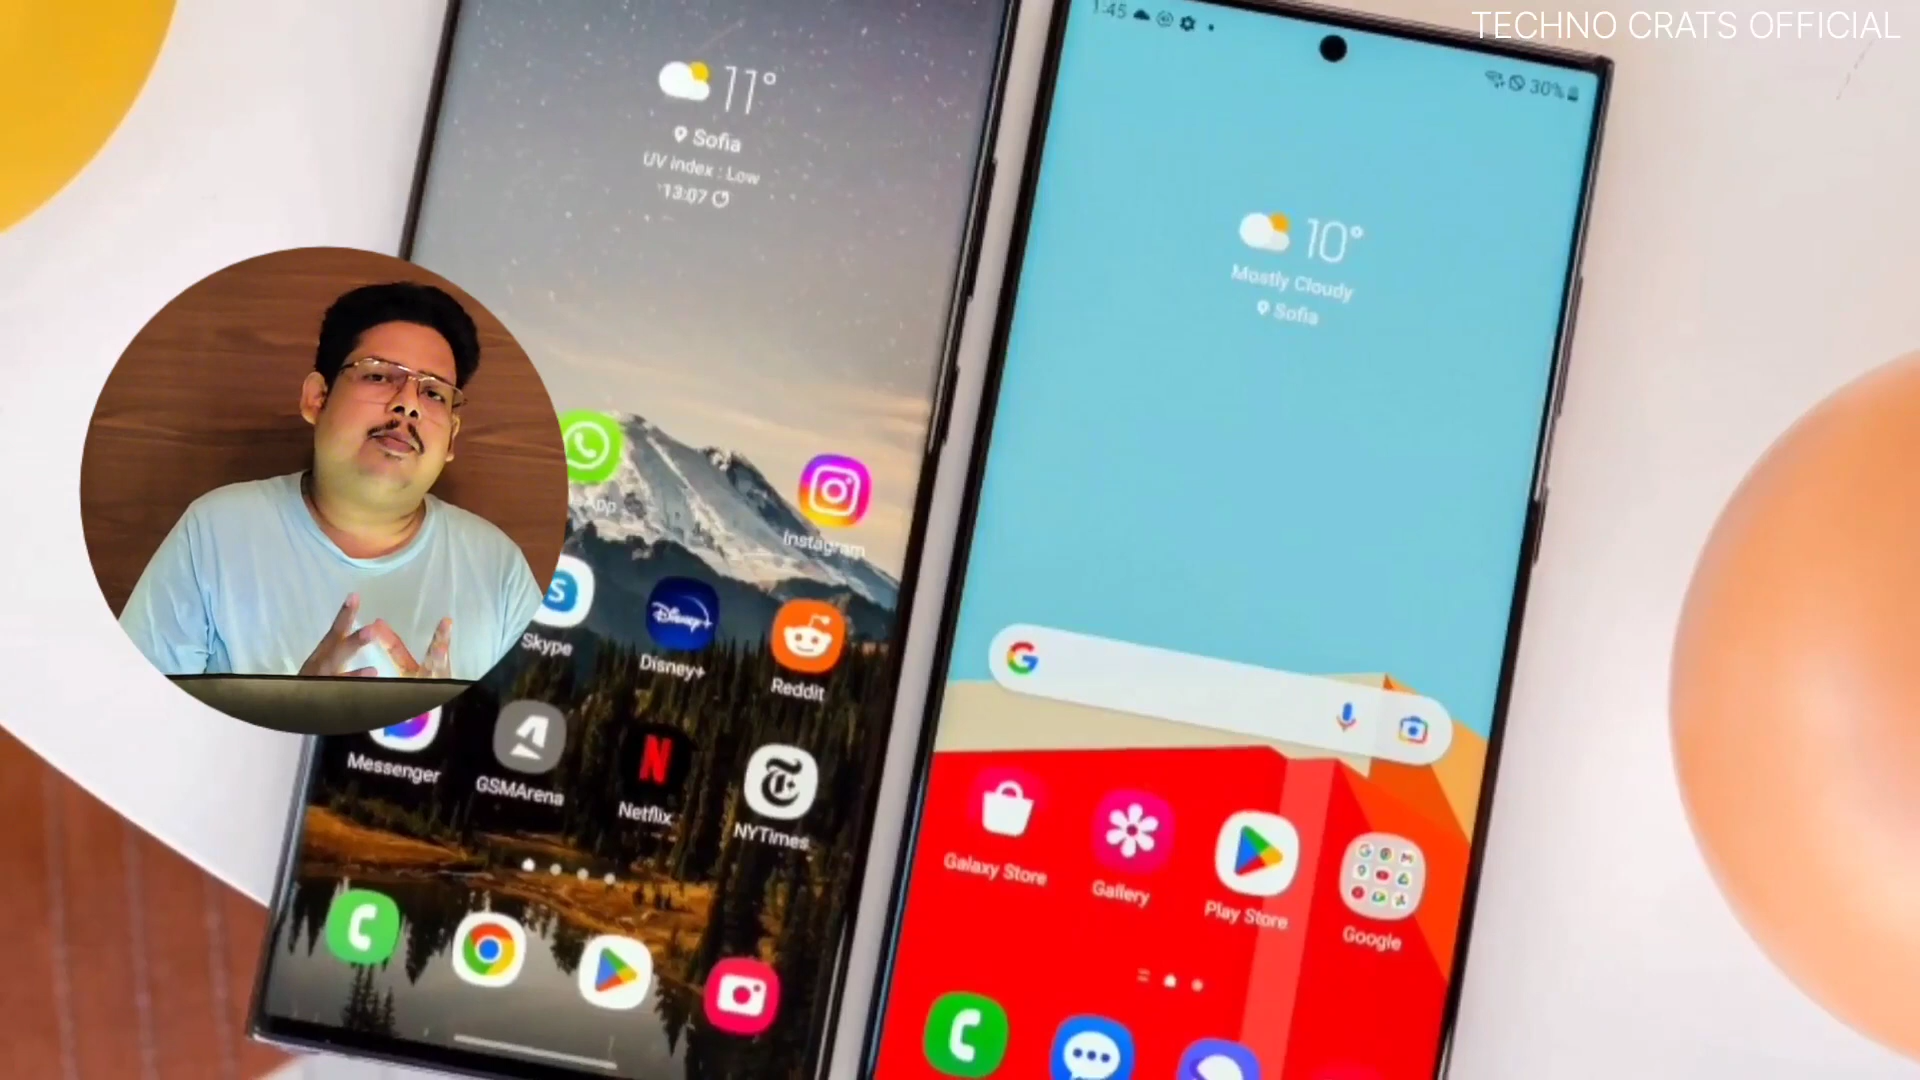 TECHNO CRATS OFFICIAL
11°
Sofia
UV index : Low
13:07
1:45
30%
10°
Mostly Cloudy
Sofia
App
Instagram
Skype
Disney+
Reddit
Messenger
GSMArena
Netflix
NYTimes
Galaxy Store
Gallery
Play Store
Google